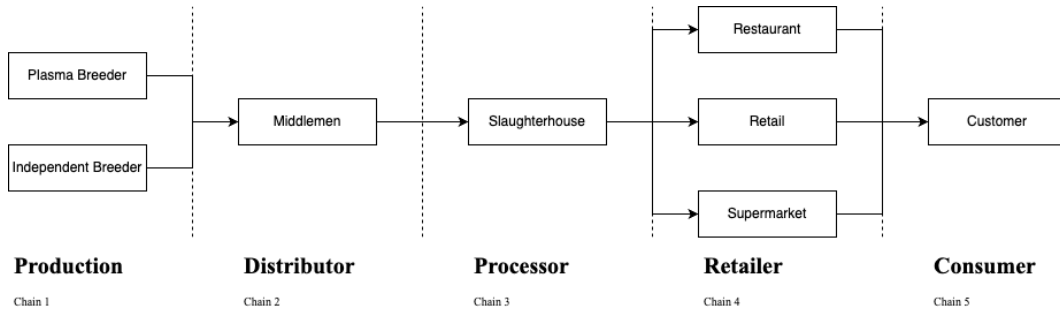 Restaurant
Plasma Breeder
Middlemen
Slaughterhouse
Retail
Customer
Independent Breeder
Supermarket
Production
Distributor
Processor
Retailer
Consumer
Chain 1
Chain 2
Chain 3
Chain 4
Chain 5